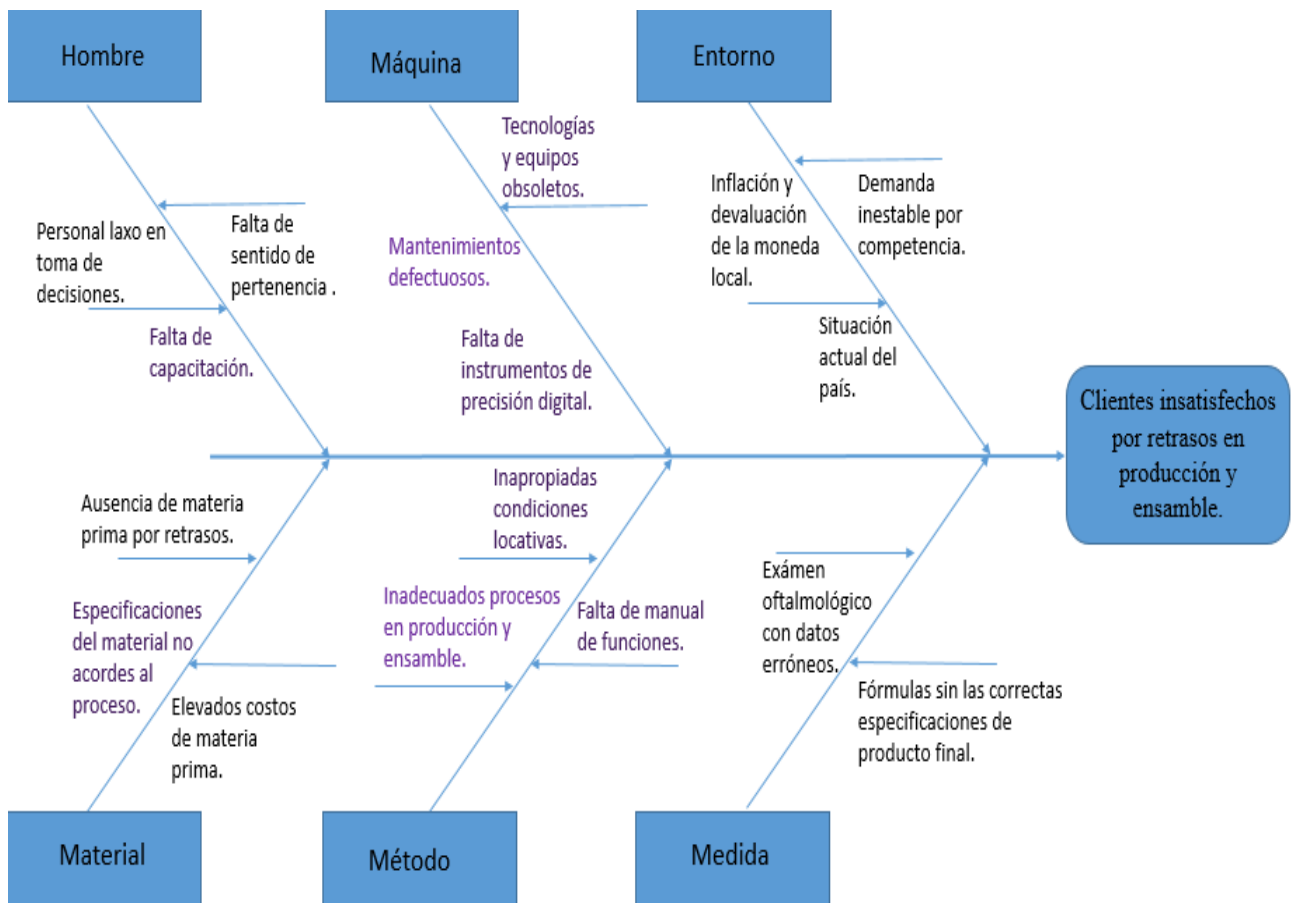 Hombre
Máquina
Entorno
Tecnologías
y equipos
obsoletos.
Inflación y
devaluación
de la moneda
local.
Demanda
inestable por
competencia.
Personal laxo en
toma de
decisiones.
Falta de
sentido de
pertenencia .
Mantenimientos
defectuosos.
Falta de
capacitación.
Falta de
instrumentos de
precisión digital.
Situación
actual del
país.
Clientes insatisfechos
por retrasos en
producción y
ensamble.
Ausencia de materia
prima por retrasos.
Inapropiadas
condiciones
locativas.
Especificaciones
del material no
acordes al
proceso.
Elevados costos
de materia
prima.
Inadecuados procesos
en producción y
ensamble.
Falta de manual
de funciones.
Exámen
oftalmológico
con datos
erróneos.
Fórmulas sin las correctas
especificaciones de
producto final.
Material
Método
Medida